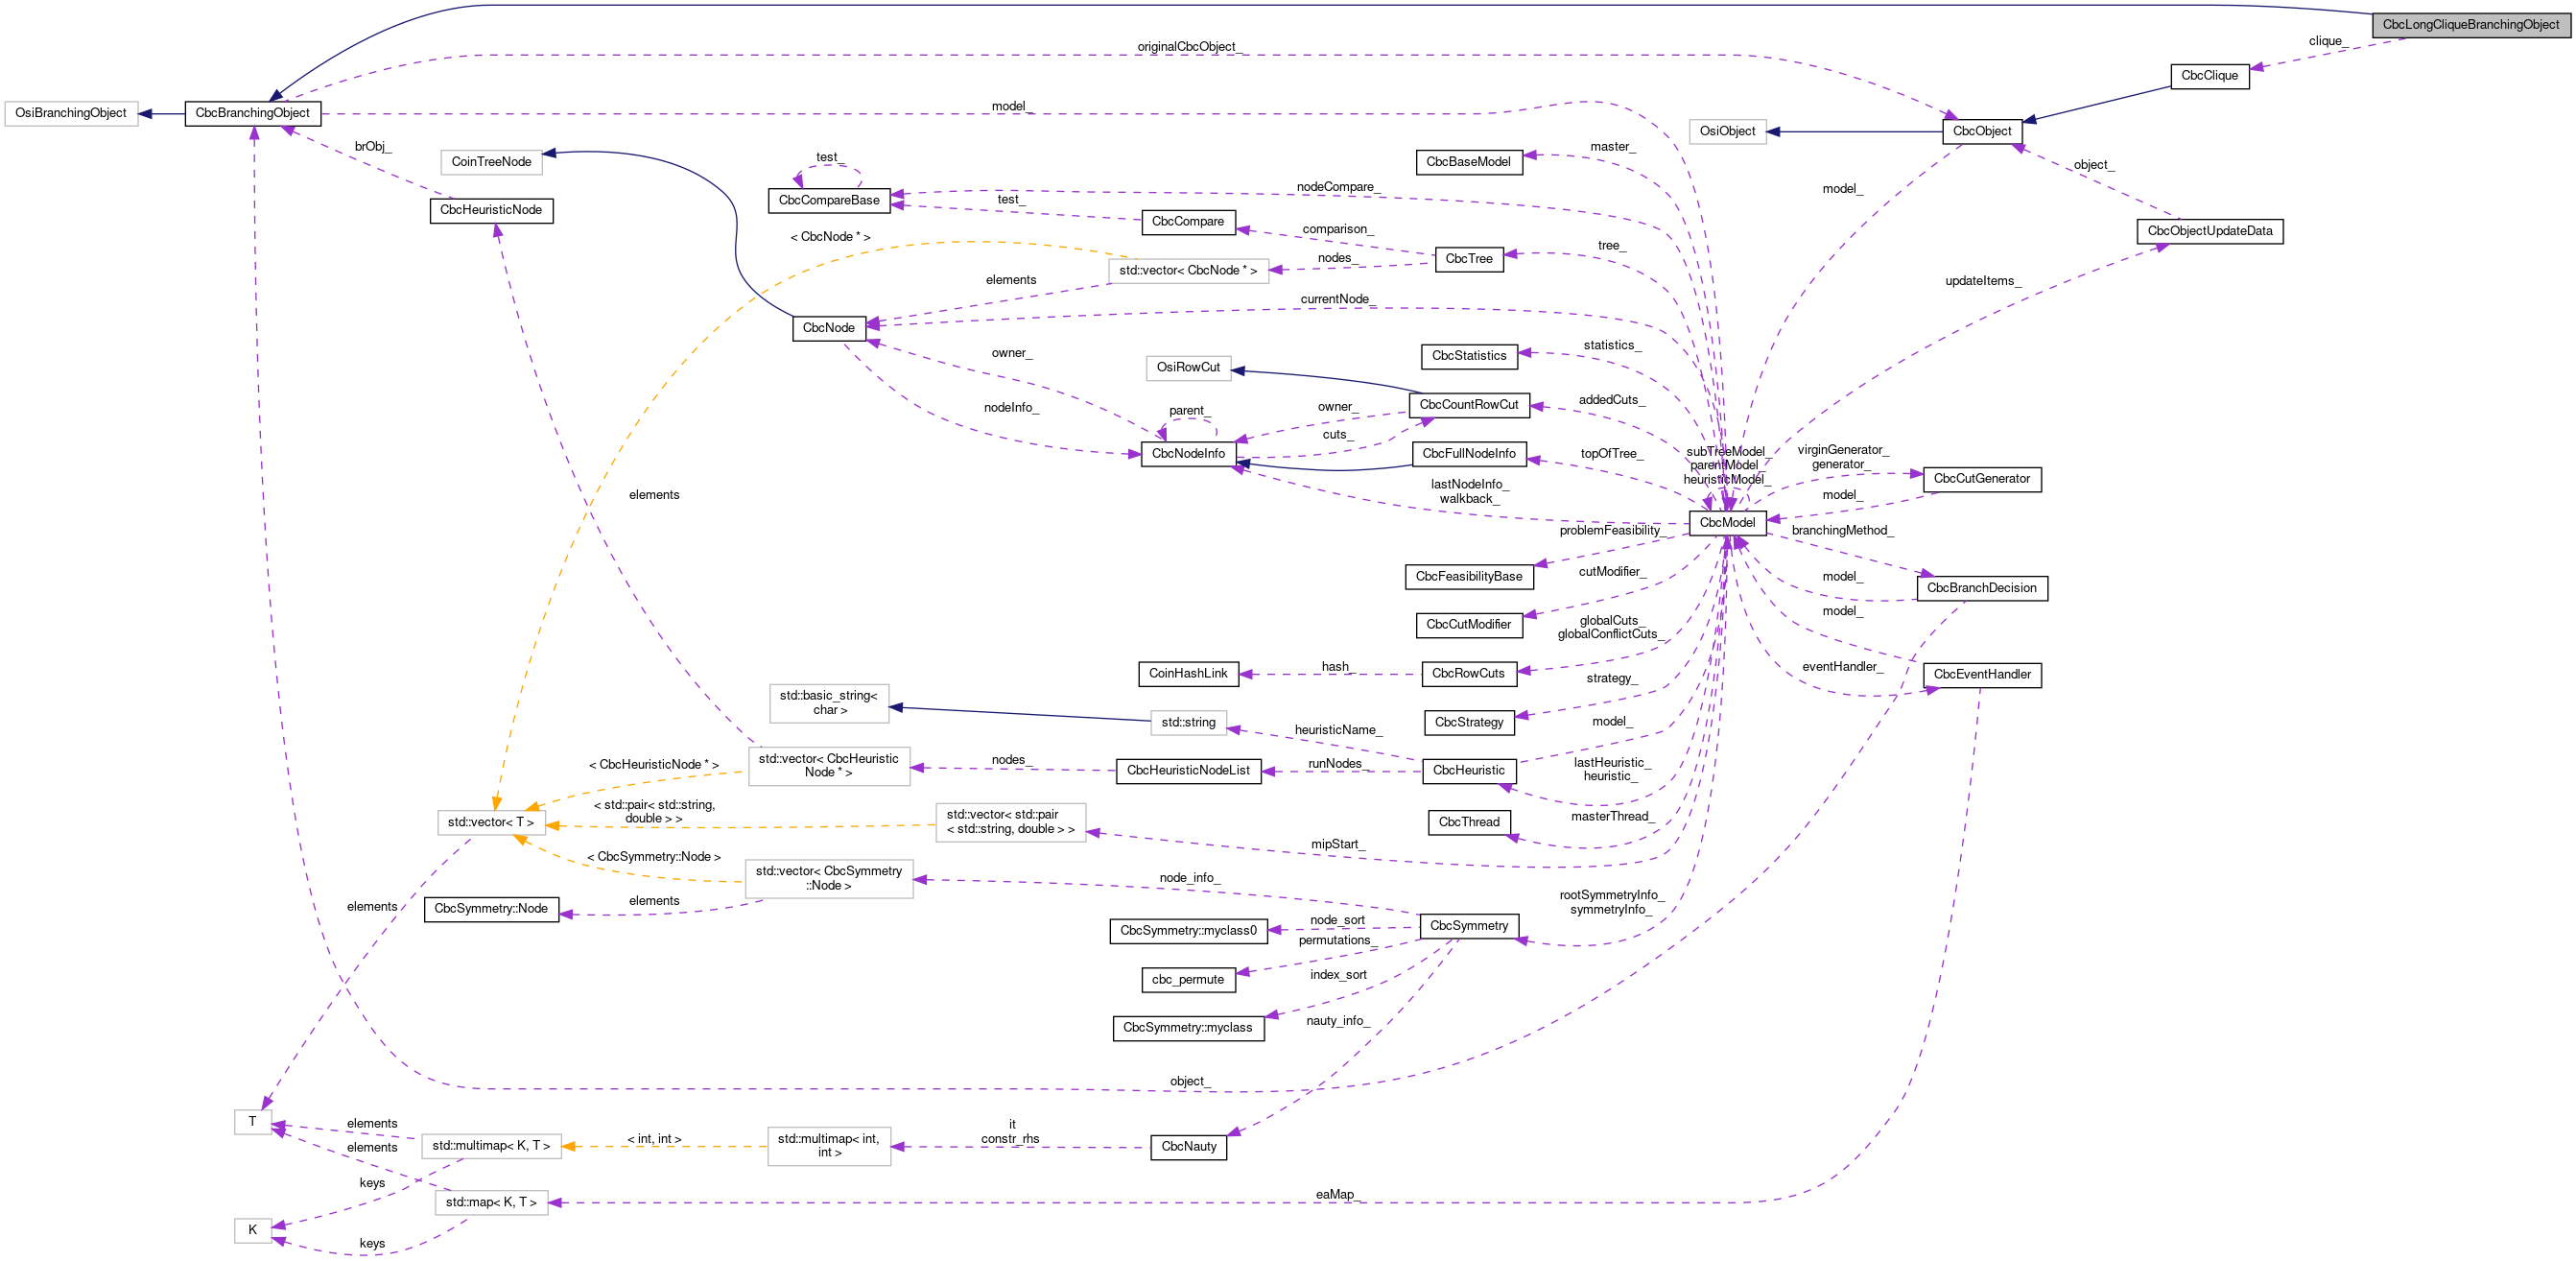 CbcLongCliqueBranchingObject
clique_
originalCbcObject_
CbcClique
OsiBranchingObject
CbcBranchingObject
model_
OsiObject
CbcObject
brObj_
CoinTreeNode
test_
CbcBaseModel
master_
object_
CbcCompareBase
nodeCompare_
model_
CbcHeuristicNode
test_
CbcCompare
comparison_
CbcObjectUpdateData
< CbcNode * >
std::vector< CbcNode * >
nodes_
CbcTree
tree_
elements
updateItems_
currentNode_
CbcNode
owner_
OsiRowCut
CbcStatistics
statistics_
nodeInfo_
parent_
owner_
CbcCountRowCut
addedCuts_
cuts_
CbcNodeInfo
CbcFullNodeInfo
topOfTree_
subTreeModel_
parentModel_
heuristicModel_
virginGenerator_
generator_
CbcCutGenerator
elements
lastNodeInfo_
walkback_
model_
CbcModel
problemFeasibility_
branchingMethod_
CbcFeasibilityBase
cutModifier_
model_
CbcBranchDecision
CbcCutModifier
globalCuts_
globalConflictCuts_
model_
CoinHashLink
hash_
CbcRowCuts
eventHandler_
CbcEventHandler
std::basic_string<
char >
strategy_
std::string
heuristicName_
CbcStrategy
model_
< CbcHeuristicNode * >
std::vector< CbcHeuristic
Node * >
nodes_
CbcHeuristicNodeList
runNodes_
CbcHeuristic
lastHeuristic_
heuristic_
std::vector< T >
< std::pair< std::string,
double > >
std::vector< std::pair
< std::string, double > >
CbcThread
masterThread_
mipStart_
< CbcSymmetry::Node >
std::vector< CbcSymmetry
::Node >
node_info_
elements
CbcSymmetry::Node
elements
rootSymmetryInfo_
symmetryInfo_
CbcSymmetry::myclass0
node_sort
CbcSymmetry
permutations_
cbc_permute
index_sort
CbcSymmetry::myclass
nauty_info_
object_
T
elements
std::multimap< K, T >
< int, int >
std::multimap< int,
int >
it
constr_rhs
CbcNauty
elements
keys
std::map< K, T >
eaMap_
K
keys